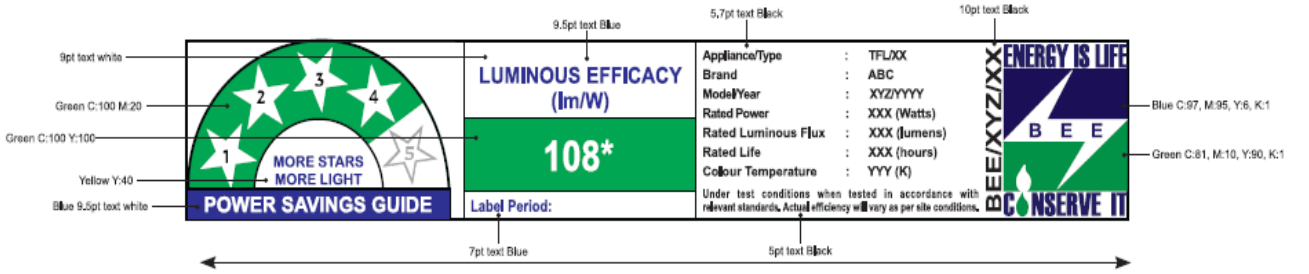 9.5pt text Blue
5,7pt text Black
10pt text Black
9pt text white
Green C:100 M:20
Green C:100 Y:100
Yellow Y:40
Blue 9.5pt text white
1
2
3
4
5
MORE STARS
MORE LIGHT
POWER SAVINGS GUIDE
LUMINOUS EFFICACY
(lm/W)
108*
Label Period:
7pt text Blue
Appliance/Type : TFL/XX
Brand : ABC
Model/Year : XYZ/YYYY
Rated Power : XXX (Watts)
Rated Luminous Flux : XXX (lumens)
Rated Life : XXX (hours)
Colour Temperature : YYY (K)
Under test conditions when tested in accordance with
relevant standards. Actual efficiency will vary as per site conditions.
5pt text Black
BEE/XYZ/XX
ENERGY IS LIFE
B E E
CONSERVE IT
Blue C:97, M:95, Y:6, K:1
Green C:81, M:10, Y:90, K:1